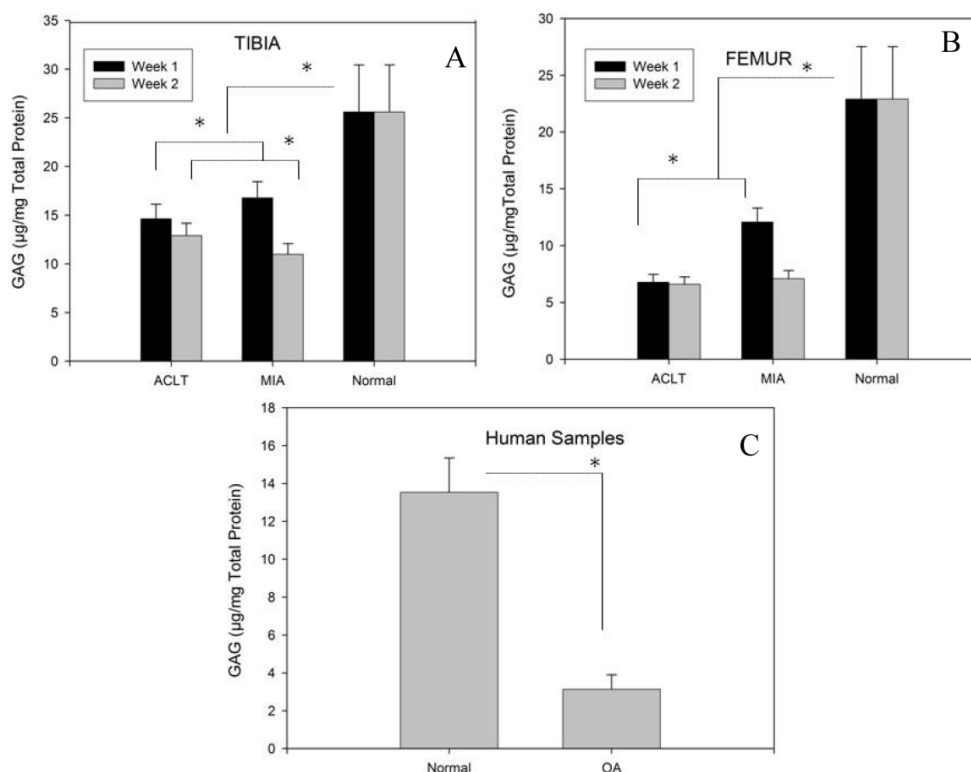 A
TIBIA
Week 1
Week 2
*
*
*
GAG (µg/mg Total Protein)
35
30
25
20
15
10
5
0
ACLT MIA Normal
B
FEMUR
Week 1
Week 2
*
*
GAG (µg/mgTotal Protein)
30
25
20
15
10
5
0
ACLT MIA Normal
C
Human Samples
*
GAG (µg/mg Total Protein)
18
16
14
12
10
8
6
4
2
0
Normal OA